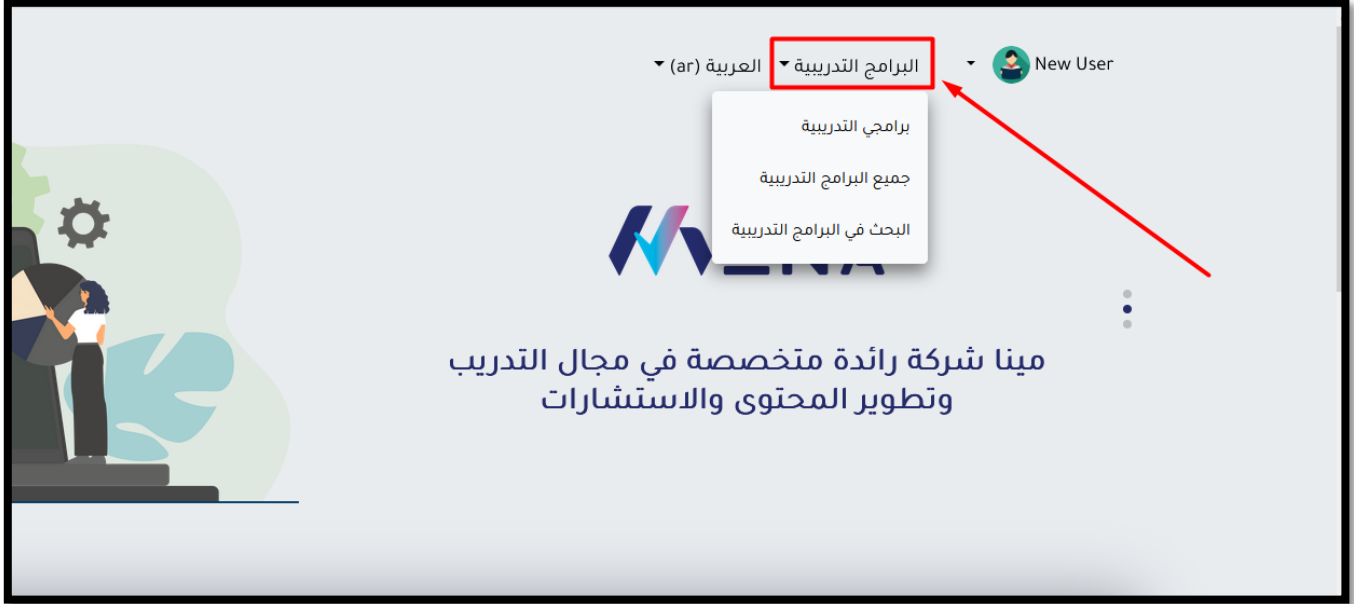 New User
البرامج التدريبية
العربية ‎(ar)‎
برامجي التدريبية
جميع البرامج التدريبية
البحث في البرامج التدريبية
مينا شركة رائدة متخصصة في مجال التدريب
وتطوير المحتوى والاستشارات